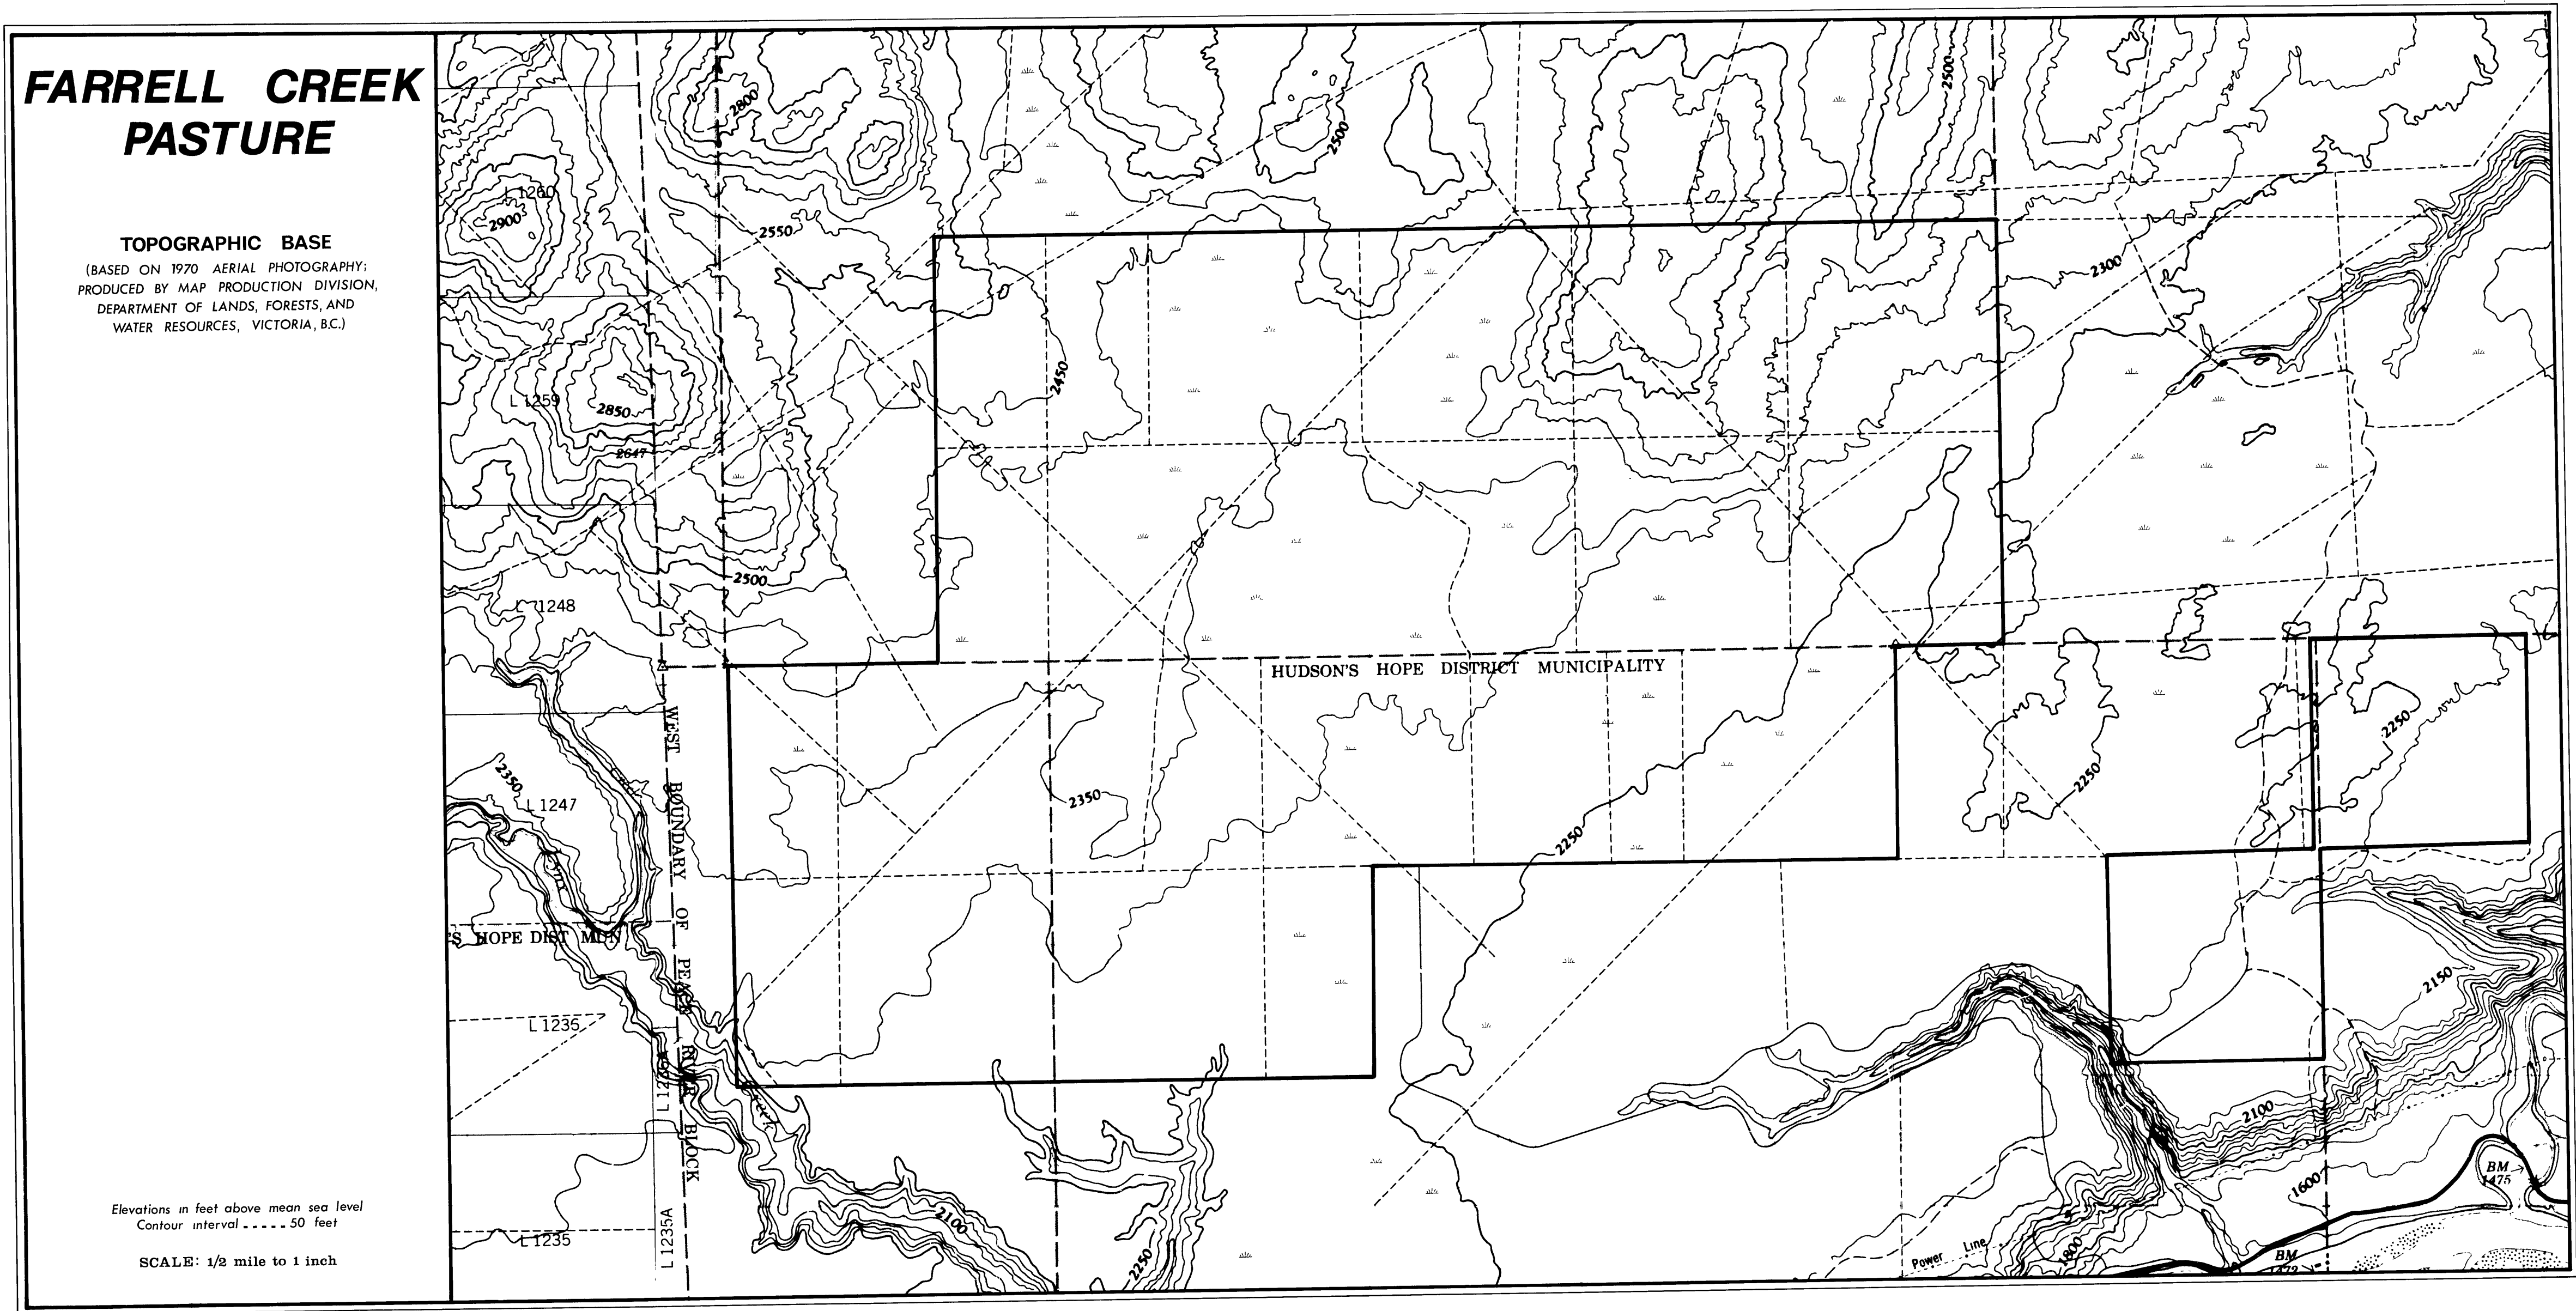 FARRELL CREEK
PASTURE
TOPOGRAPHIC BASE
(BASED ON 1970 AERIAL PHOTOGRAPHY;
PRODUCED BY MAP PRODUCTION DIVISION,
DEPARTMENT OF LANDS, FORESTS, AND
WATER RESOURCES, VICTORIA, B.C.)
Elevations in feet above mean sea level
Contour interval ----- 50 feet
SCALE: 1/2 mile to 1 inch
2800
2500
2500
L 1260
2900
2550
2300
2450
L 1259
2850
2647
2500
L 1248
HUDSON'S HOPE DISTRICT MUNICIPALITY
WEST BOUNDARY OF PEACE RIVER BLOCK
2250
2350
L 1247
2350
2250
2250
Lynx
Creek
'S HOPE DIST MUN
2150
L 1235
L 1235A
2100
BM
1475
1600
L 1235
L 1235A
2100
2250
Power Line
1800
BM
1472